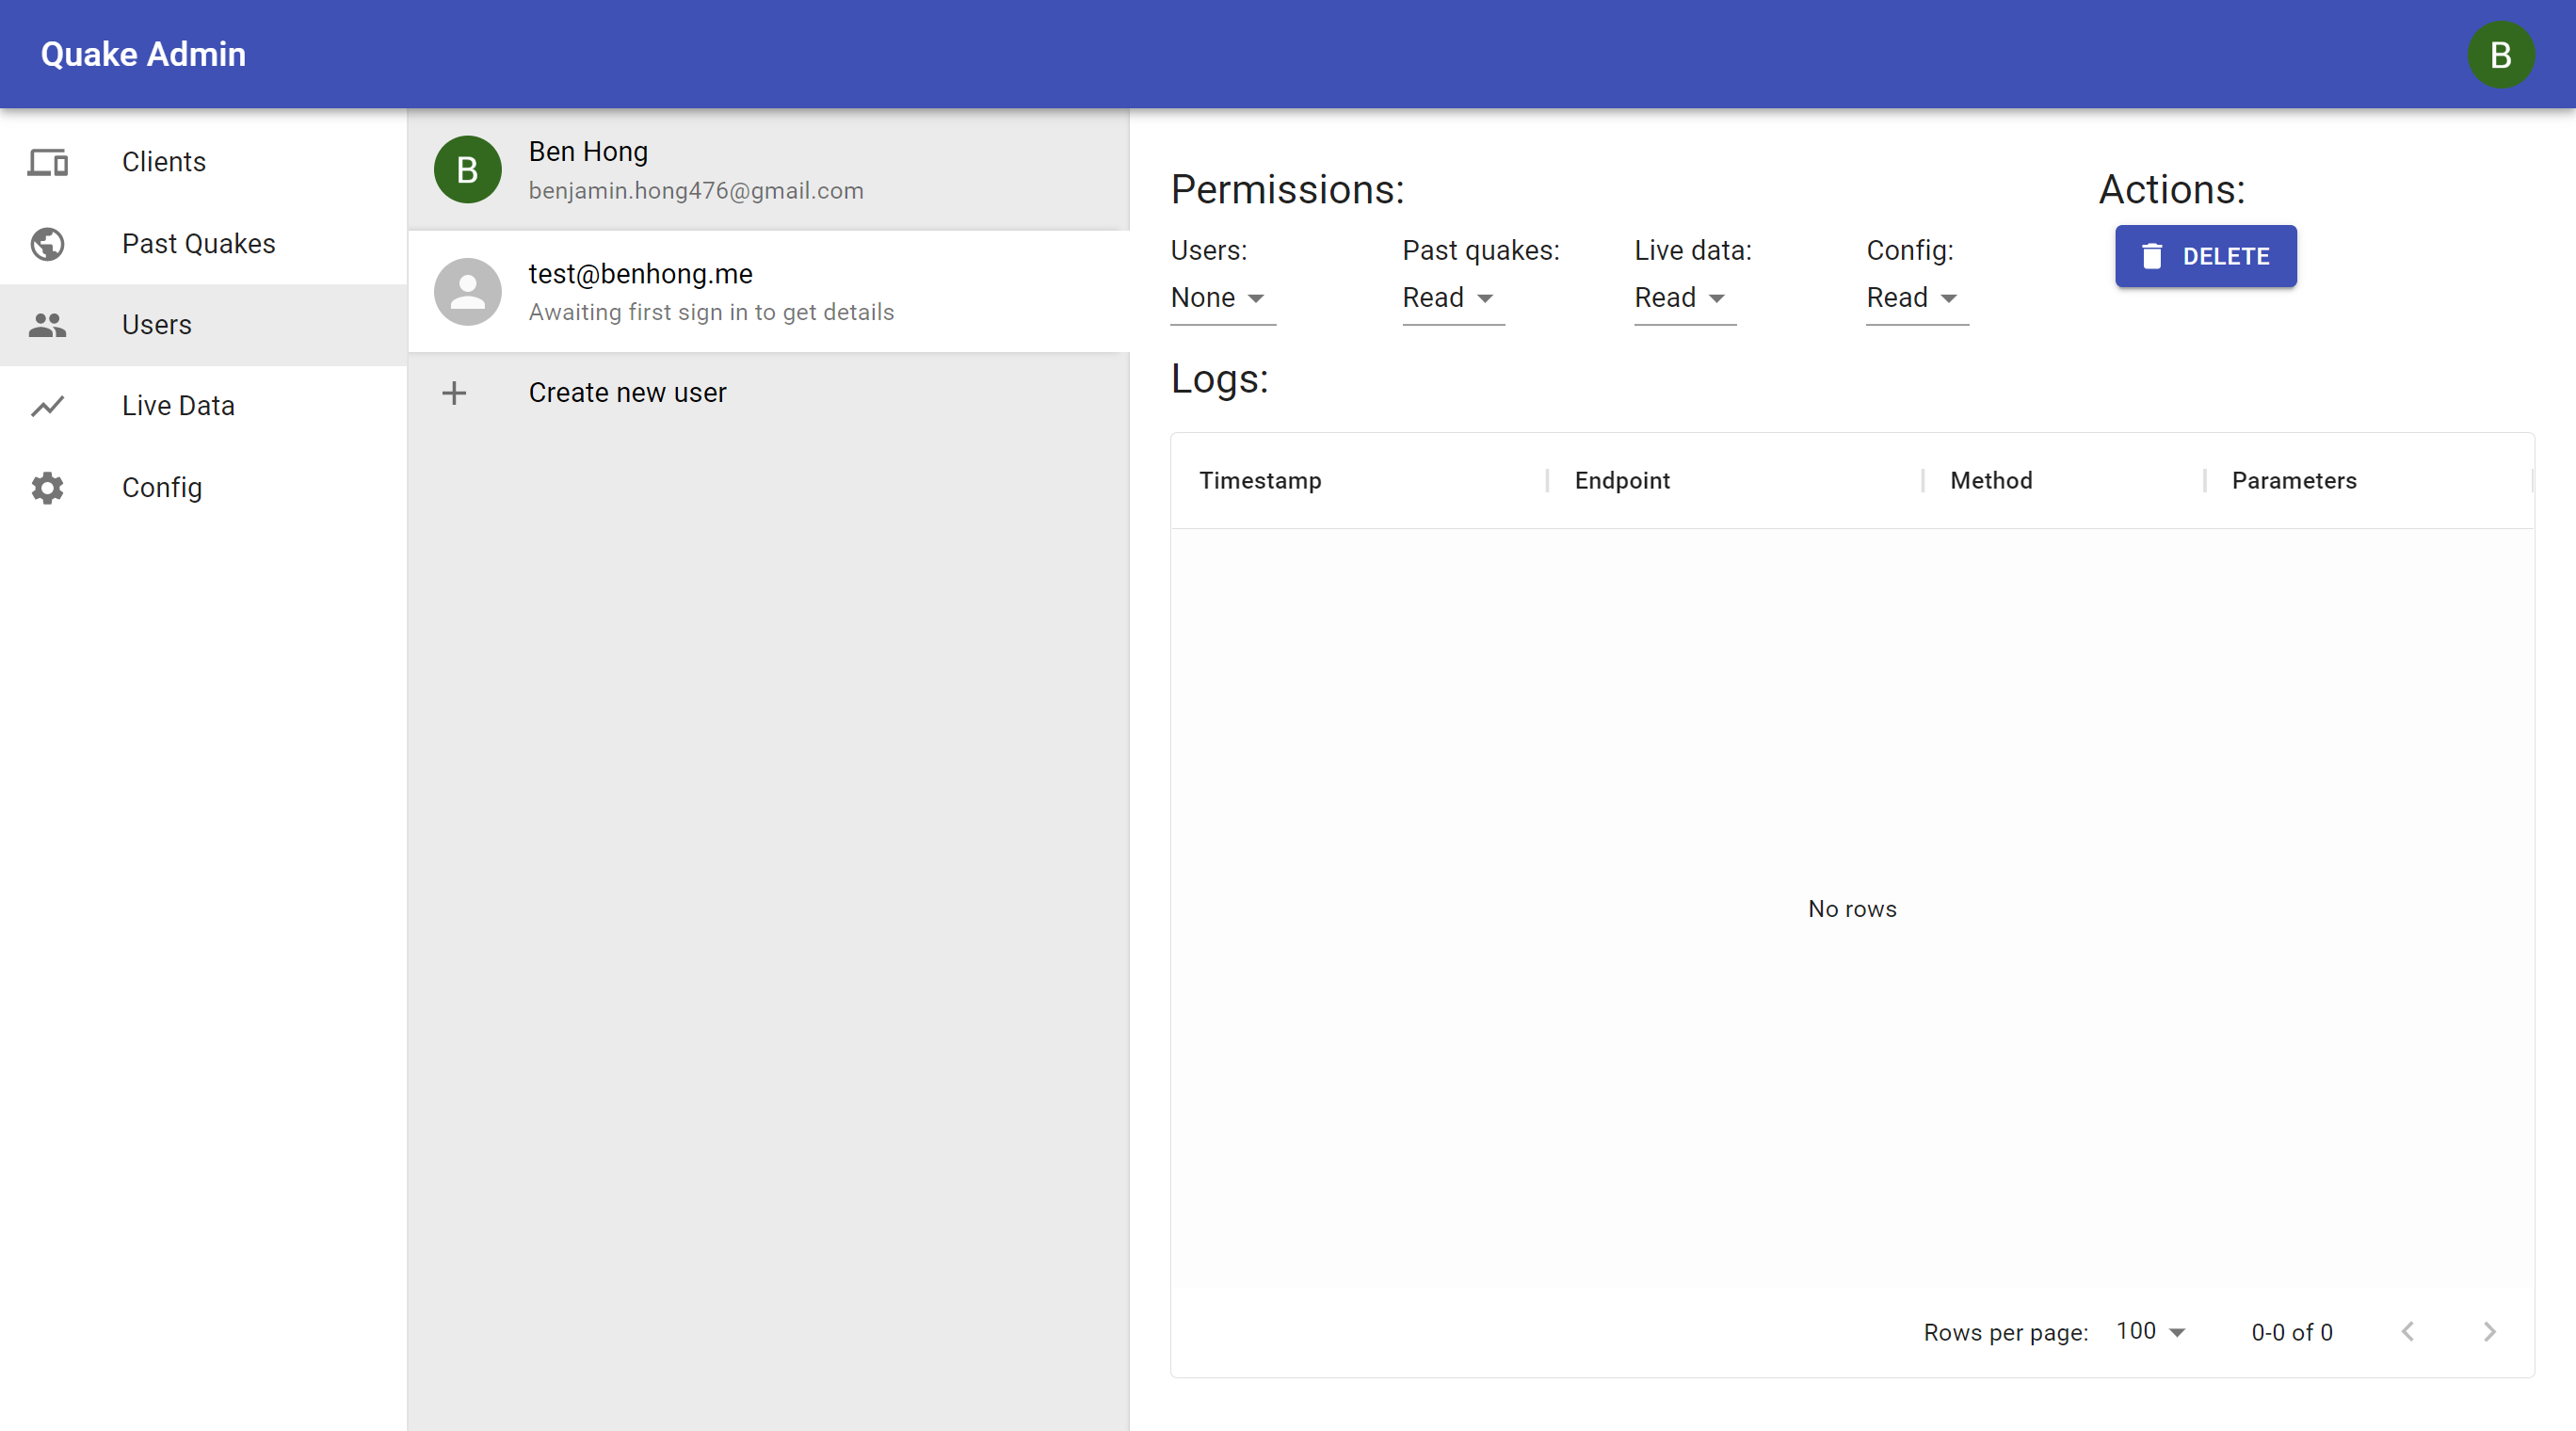 Quake Admin
B
Clients
Past Quakes
Users
Live Data
Config
B
Ben Hong
benjamin.hong476@gmail.com
test@benhong.me
Awaiting first sign in to get details
Create new user
Permissions:
Users:
None
Past quakes:
Read
Live data:
Read
Config:
Read
Actions:
DELETE
Logs:
Timestamp
Endpoint
Method
Parameters
No rows
Rows per page: 100 0-0 of 0